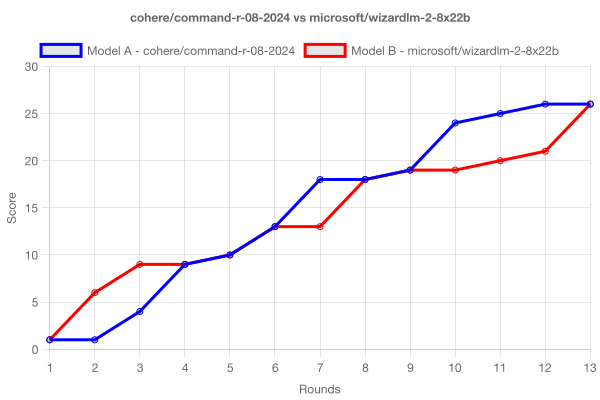 cohere/command-r-08-2024 vs microsoft/wizardlm-2-8x22b
Model A - cohere/command-r-08-2024 Model B - microsoft/wizardlm-2-8x22b
30
25
20
15
10
5
0
Score
1 2 3 4 5 6 7 8 9 10 11 12 13
Rounds